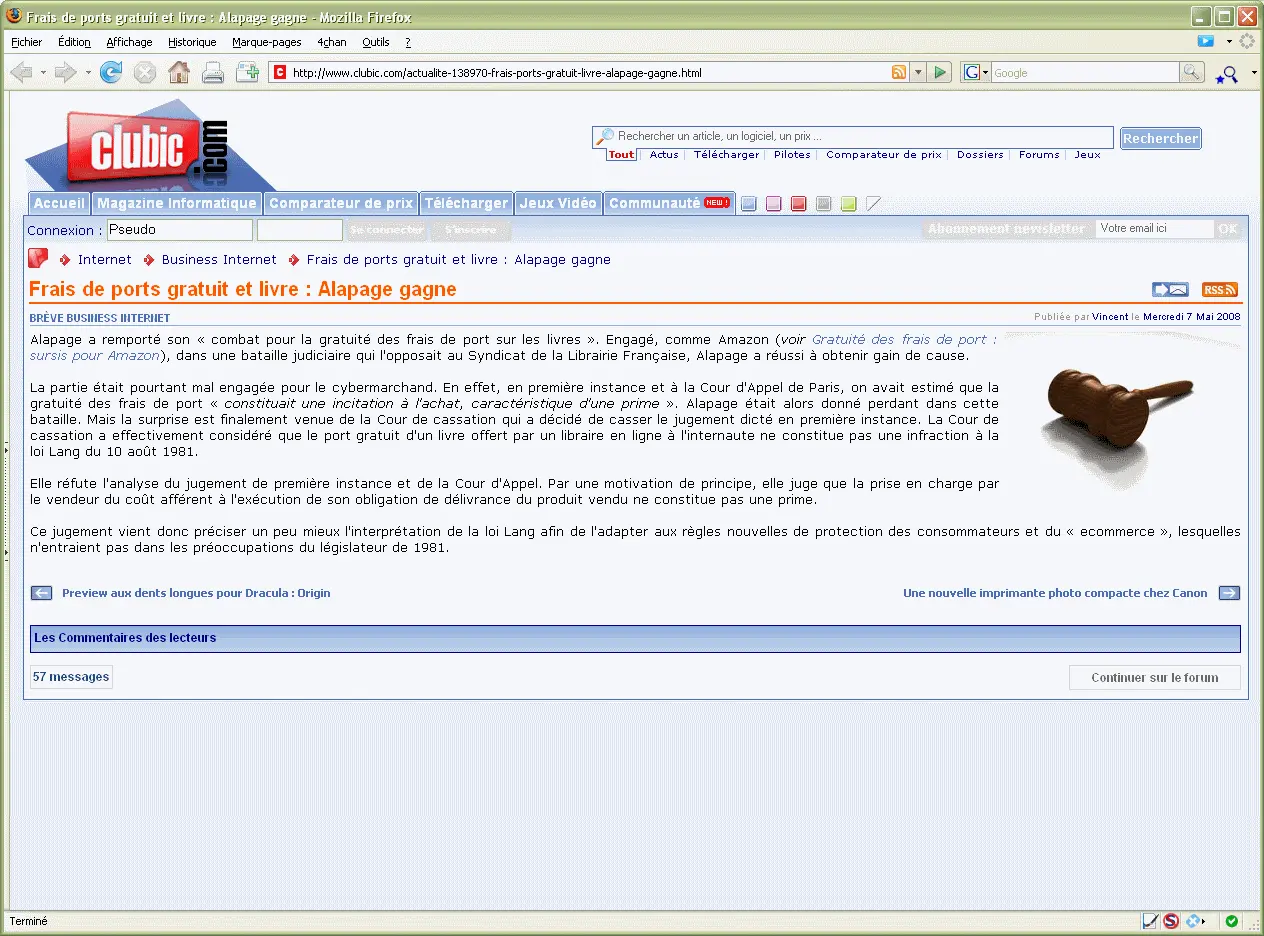 Frais de ports gratuit et livre : Alapage gagne - Mozilla Firefox
Fichier Édition Affichage Historique Marque-pages 4chan Outils ?
http://www.clubic.com/actualite-138970-frais-ports-gratuit-livre-alapage-gagne.html
Google
clubic.com
Rechercher un article, un logiciel, un prix ...
Rechercher
Tout Actus Télécharger Pilotes Comparateur de prix Dossiers Forums Jeux
Accueil Magazine Informatique Comparateur de prix Télécharger Jeux Vidéo Communauté NEW !
Connexion : Pseudo Se connecter S'inscrire Abonnement newsletter Votre email ici OK
Internet Business Internet Frais de ports gratuit et livre : Alapage gagne
Frais de ports gratuit et livre : Alapage gagne
RSS
BRÈVE BUSINESS INTERNET
Publiée par Vincent le Mercredi 7 Mai 2008
Alapage a remporté son « combat pour la gratuité des frais de port sur les livres ». Engagé, comme Amazon (voir Gratuité des frais de port :
sursis pour Amazon), dans une bataille judiciaire qui l'opposait au Syndicat de la Librairie Française, Alapage a réussi à obtenir gain de cause.
La partie était pourtant mal engagée pour le cybermarchand. En effet, en première instance et à la Cour d'Appel de Paris, on avait estimé que la
gratuité des frais de port « constituait une incitation à l'achat, caractéristique d'une prime ». Alapage était alors donné perdant dans cette
bataille. Mais la surprise est finalement venue de la Cour de cassation qui a décidé de casser le jugement dicté en première instance. La Cour de
cassation a effectivement considéré que le port gratuit d'un livre offert par un libraire en ligne à l'internaute ne constitue pas une infraction à la
loi Lang du 10 août 1981.
Elle réfute l'analyse du jugement de première instance et de la Cour d'Appel. Par une motivation de principe, elle juge que la prise en charge par
le vendeur du coût afférent à l'exécution de son obligation de délivrance du produit vendu ne constitue pas une prime.
Ce jugement vient donc préciser un peu mieux l'interprétation de la loi Lang afin de l'adapter aux règles nouvelles de protection des consommateurs et du « ecommerce », lesquelles
n'entraient pas dans les préoccupations du législateur de 1981.
Preview aux dents longues pour Dracula : Origin
Une nouvelle imprimante photo compacte chez Canon
Les Commentaires des lecteurs
57 messages
Continuer sur le forum
Terminé